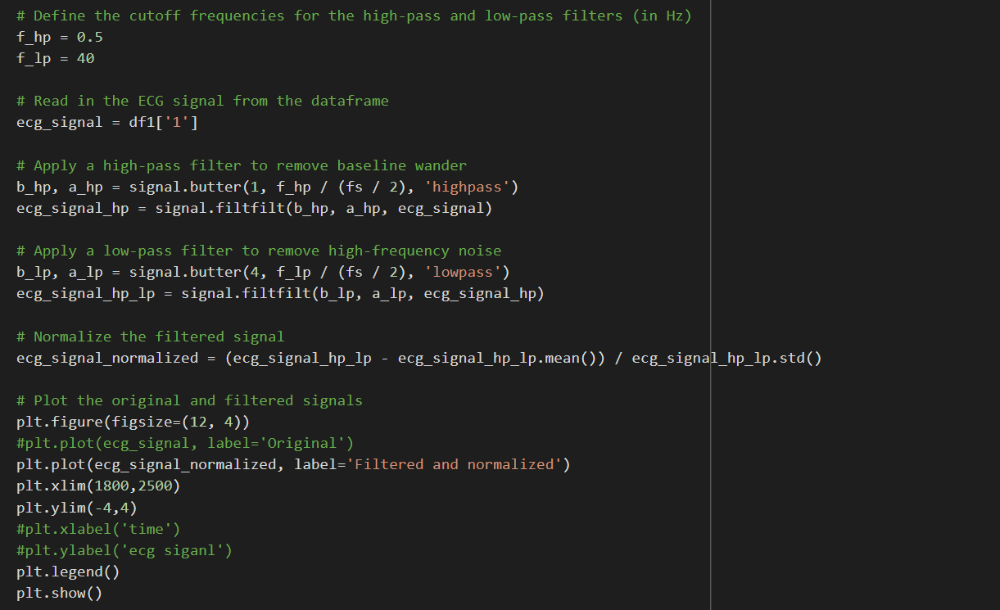 # Define the cutoff frequencies for the high-pass and low-pass filters (in Hz)
f_hp = 0.5
f_lp = 40
# Read in the ECG signal from the dataframe
ecg_signal = df1['1']
# Apply a high-pass filter to remove baseline wander
b_hp, a_hp = signal.butter(1, f_hp / (fs / 2), 'highpass')
ecg_signal_hp = signal.filtfilt(b_hp, a_hp, ecg_signal)
# Apply a low-pass filter to remove high-frequency noise
b_lp, a_lp = signal.butter(4, f_lp / (fs / 2), 'lowpass')
ecg_signal_hp_lp = signal.filtfilt(b_lp, a_lp, ecg_signal_hp)
# Normalize the filtered signal
ecg_signal_normalized = (ecg_signal_hp_lp - ecg_signal_hp_lp.mean()) / ecg_signal_hp_lp.std()
# Plot the original and filtered signals
plt.figure(figsize=(12, 4))
#plt.plot(ecg_signal, label='Original')
plt.plot(ecg_signal_normalized, label='Filtered and normalized')
plt.xlim(1800,2500)
plt.ylim(-4,4)
#plt.xlabel('time')
#plt.ylabel('ecg siganl')
plt.legend()
plt.show()